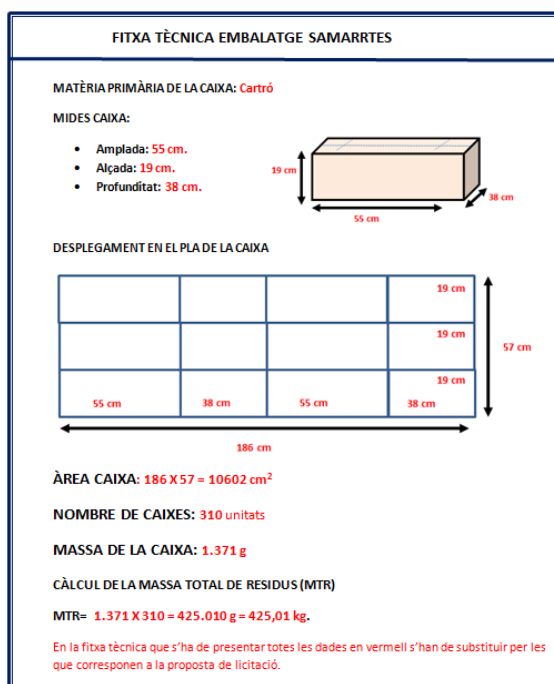 FITXA TÈCNICA EMBALATGE SAMARRTES
MATÈRIA PRIMÀRIA DE LA CAIXA: Cartró
MIDES CAIXA:
• Amplada: 55 cm.
• Alçada: 19 cm.
• Profunditat: 38 cm.
19 cm
38 cm
55 cm
DESPLEGAMENT EN EL PLA DE LA CAIXA
19 cm
19 cm
57 cm
19 cm
55 cm 38 cm 55 cm 38 cm
186 cm
ÀREA CAIXA: 186 X 57 = 10602 cm²
NOMBRE DE CAIXES: 310 unitats
MASSA DE LA CAIXA: 1.371 g
CÀLCUL DE LA MASSA TOTAL DE RESIDUS (MTR)
MTR= 1.371 X 310 = 425.010 g = 425,01 kg.
En la fitxa tècnica que s'ha de presentar totes les dades en vermell s'han de substituir per les
que corresponen a la proposta de licitació.